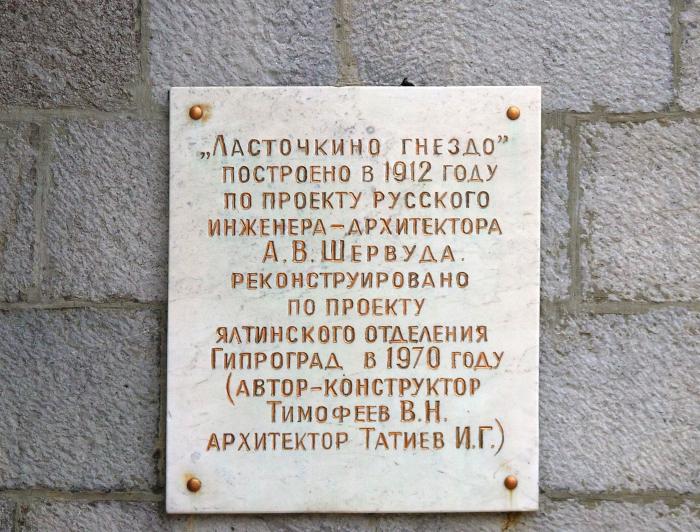 „Ласточкино гнездо”
построено в 1912 году
по проекту русского
инженера-архитектора
А.В.Шервуда.
реконструировано
по проекту
ялтинского отделения
Гипроград в 1970 году
(автор-конструктор
Тимофеев В.Н.
архитектор Татиев И.Г.)